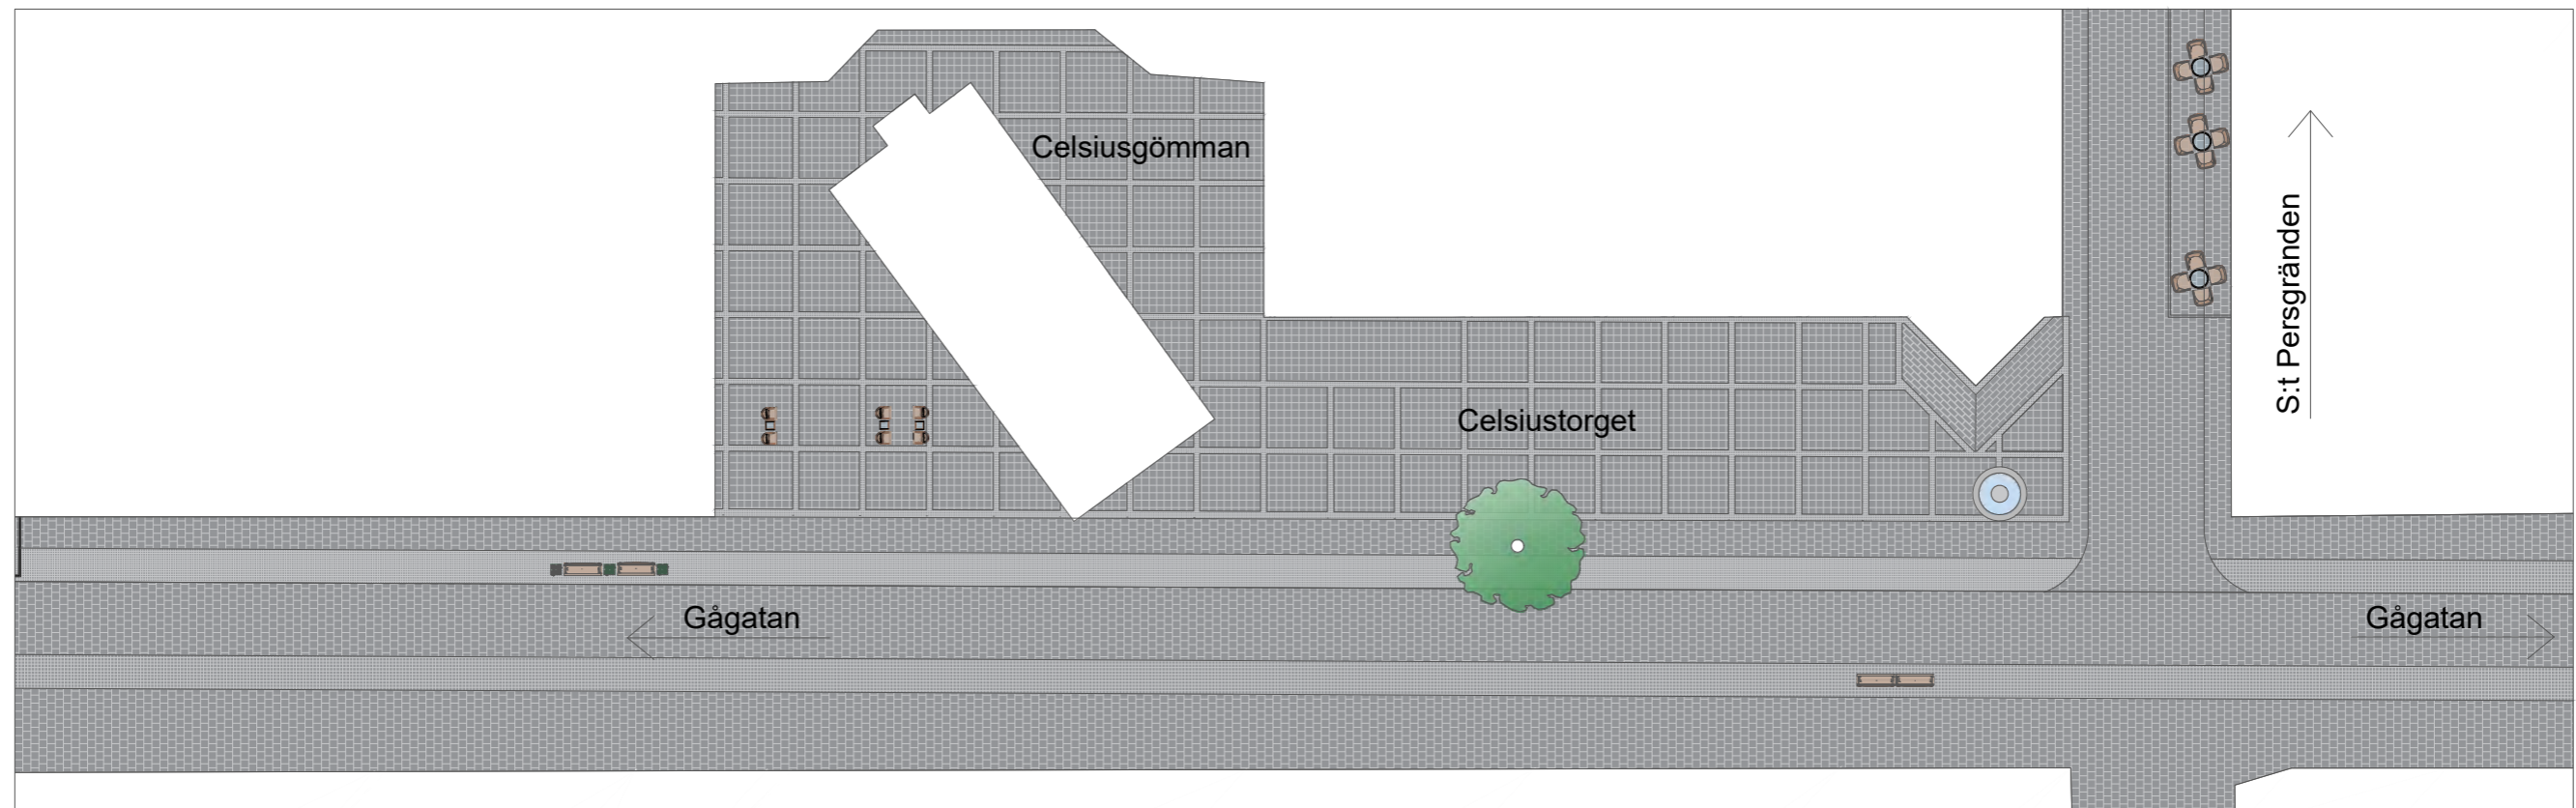 Celsiusgömman
S:t Persgränden
Celsiustorget
Gågatan
Gågatan